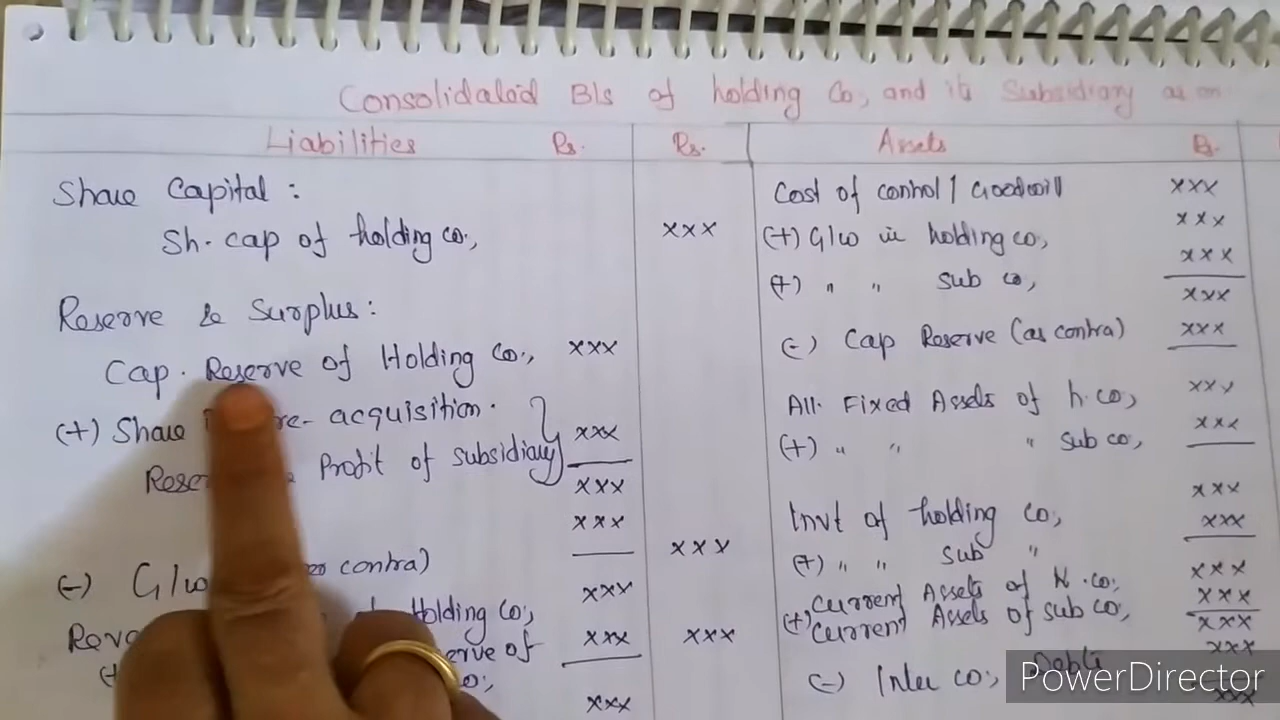 Consolidated B/s of holding Co, and its Subsidiary as on
Liabilities Rs. Rs. Assets Rs.
Share Capital :
Sh. cap of holding co, xxx
Reserve & Surplus :
Cap. Reserve of Holding Co, xxx
(+) Share acquisition.
Profit of subsidiary xxx
xxx
xxx
xxx
(-) G/w contra)
Holding Co, xxx
erve of xxx xxx
co,
xxx
Cost of control / Goodwill xxx
(+) G/w in holding co, xxx
(+) " " sub co, xxx
xxx
(-) Cap Reserve (as contra) xxx
All. Fixed Assets of h. co, xxx
(+) " " " sub co, xxx
xxx
Invt of holding co, xxx
(+) " " sub "
xxx
Current Assets of H. co; xxx
(+) Current Assets of sub co, xxx
xxx
(-) Inter co, Debts xxx
PowerDirector